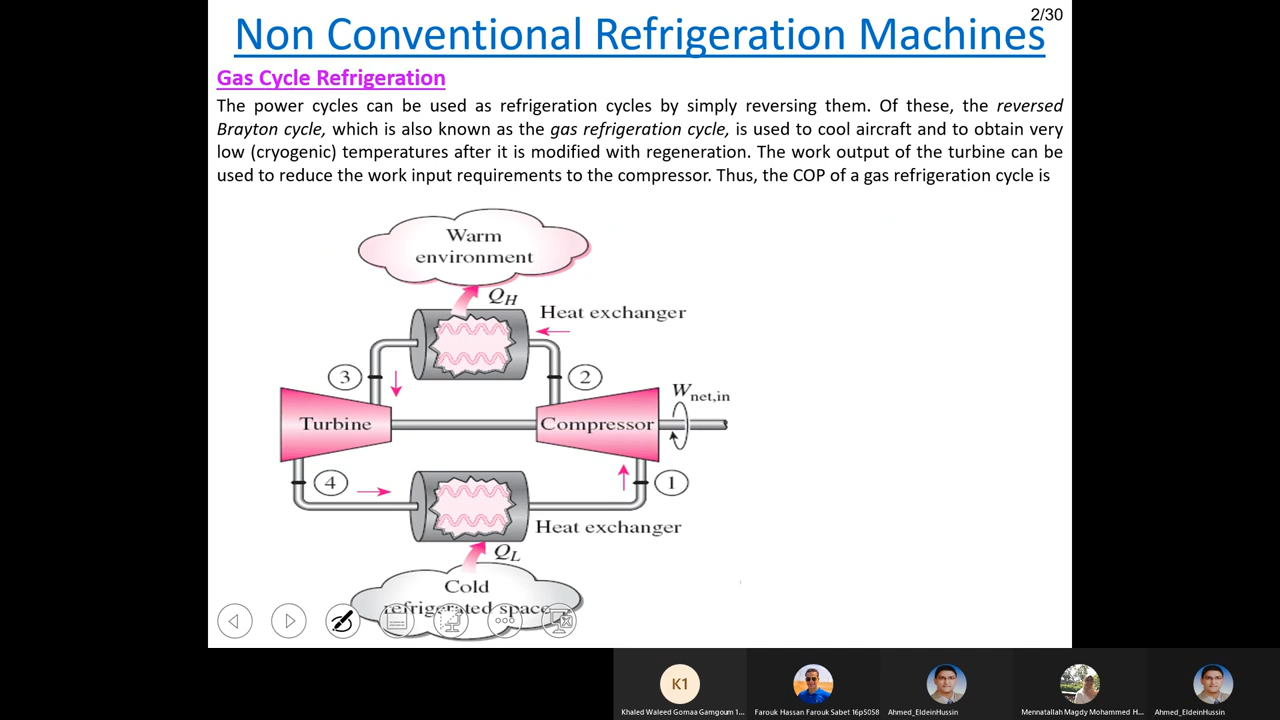 2/30
Non Conventional Refrigeration Machines
Gas Cycle Refrigeration
The power cycles can be used as refrigeration cycles by simply reversing them. Of these, the reversed
Brayton cycle, which is also known as the gas refrigeration cycle, is used to cool aircraft and to obtain very
low (cryogenic) temperatures after it is modified with regeneration. The work output of the turbine can be
used to reduce the work input requirements to the compressor. Thus, the COP of a gas refrigeration cycle is
Warm
environment
QH
Heat exchanger
3
2
Wnet,in
Turbine
Compressor
4
1
Heat exchanger
QL
Cold
refrigerated space
K1
Khaled Waleed Gomaa Gamgoum 1...
Farouk Hassan Farouk Sabet 16p5058
Ahmed_EldeinHussin
Mennatallah Magdy Mohammed H...
Ahmed_EldeinHussin